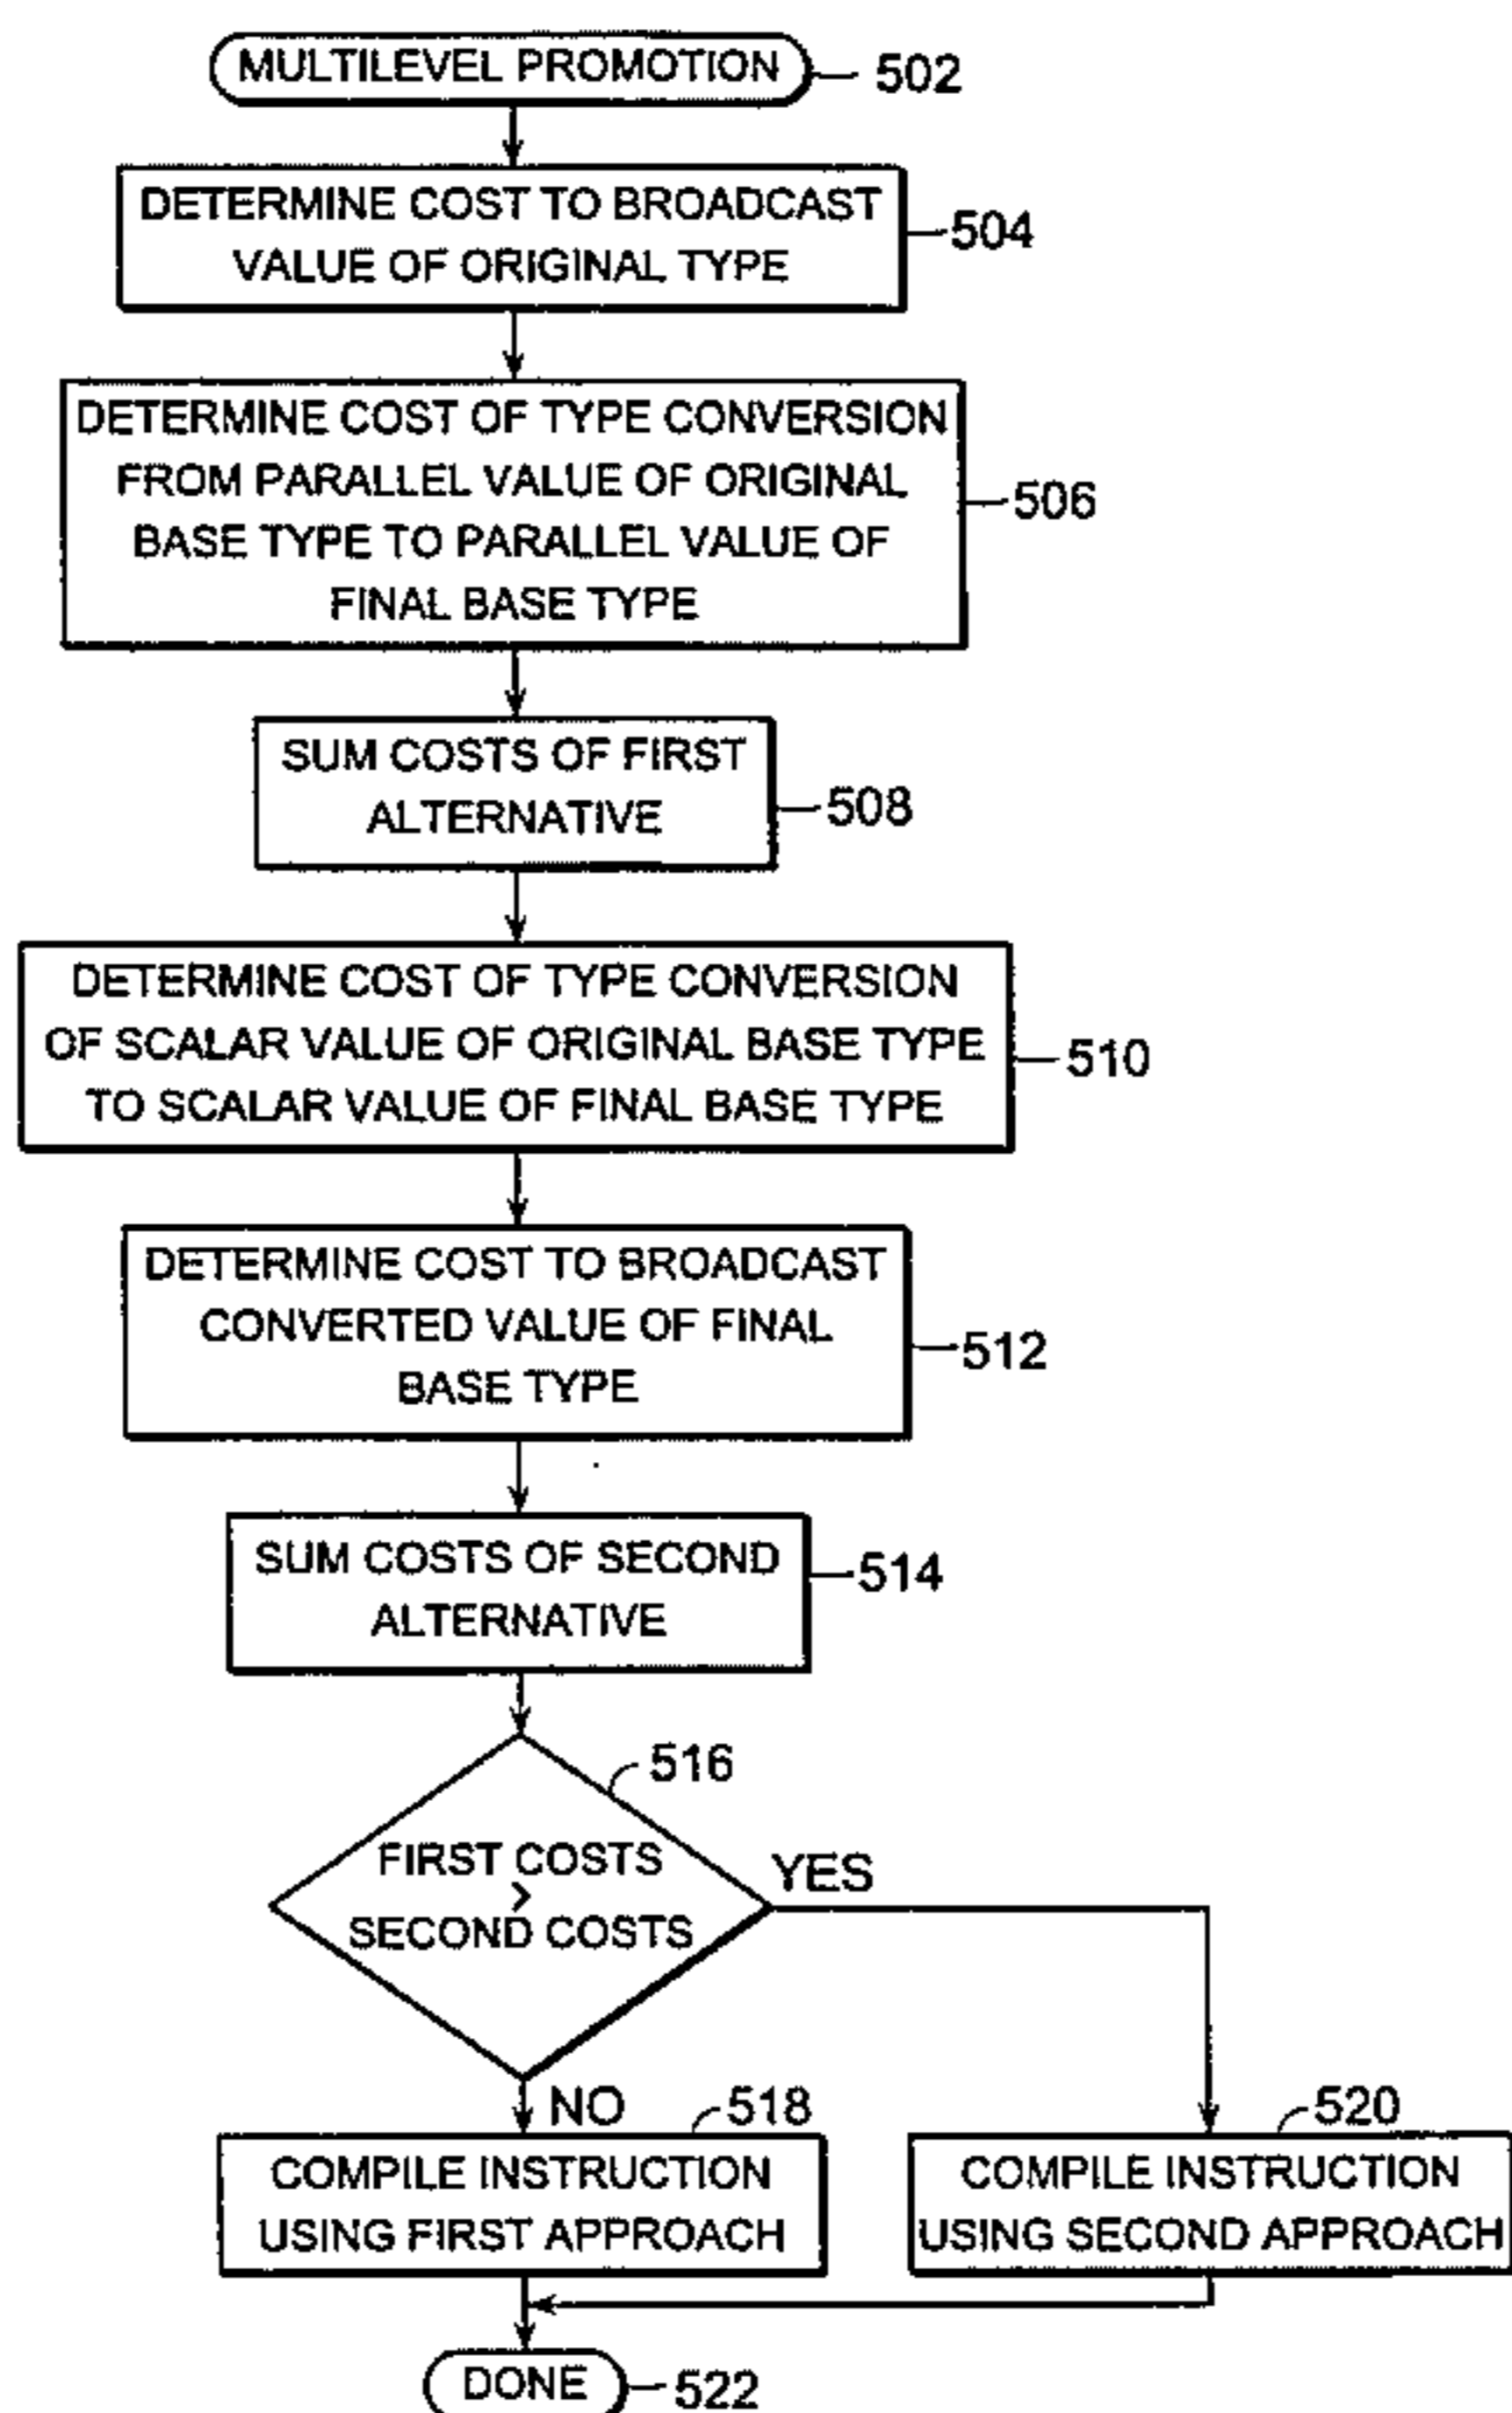 MULTILEVEL PROMOTION
502
DETERMINE COST TO BROADCAST
VALUE OF ORIGINAL TYPE
504
DETERMINE COST OF TYPE CONVERSION
FROM PARALLEL VALUE OF ORIGINAL
BASE TYPE TO PARALLEL VALUE OF
FINAL BASE TYPE
506
SUM COSTS OF FIRST
ALTERNATIVE
508
DETERMINE COST OF TYPE CONVERSION
OF SCALAR VALUE OF ORIGINAL BASE TYPE
TO SCALAR VALUE OF FINAL BASE TYPE
510
DETERMINE COST TO BROADCAST
CONVERTED VALUE OF FINAL
BASE TYPE
512
SUM COSTS OF SECOND
ALTERNATIVE
514
516
FIRST COSTS
>
SECOND COSTS
YES
NO
518
COMPILE INSTRUCTION
USING FIRST APPROACH
520
COMPILE INSTRUCTION
USING SECOND APPROACH
DONE
522